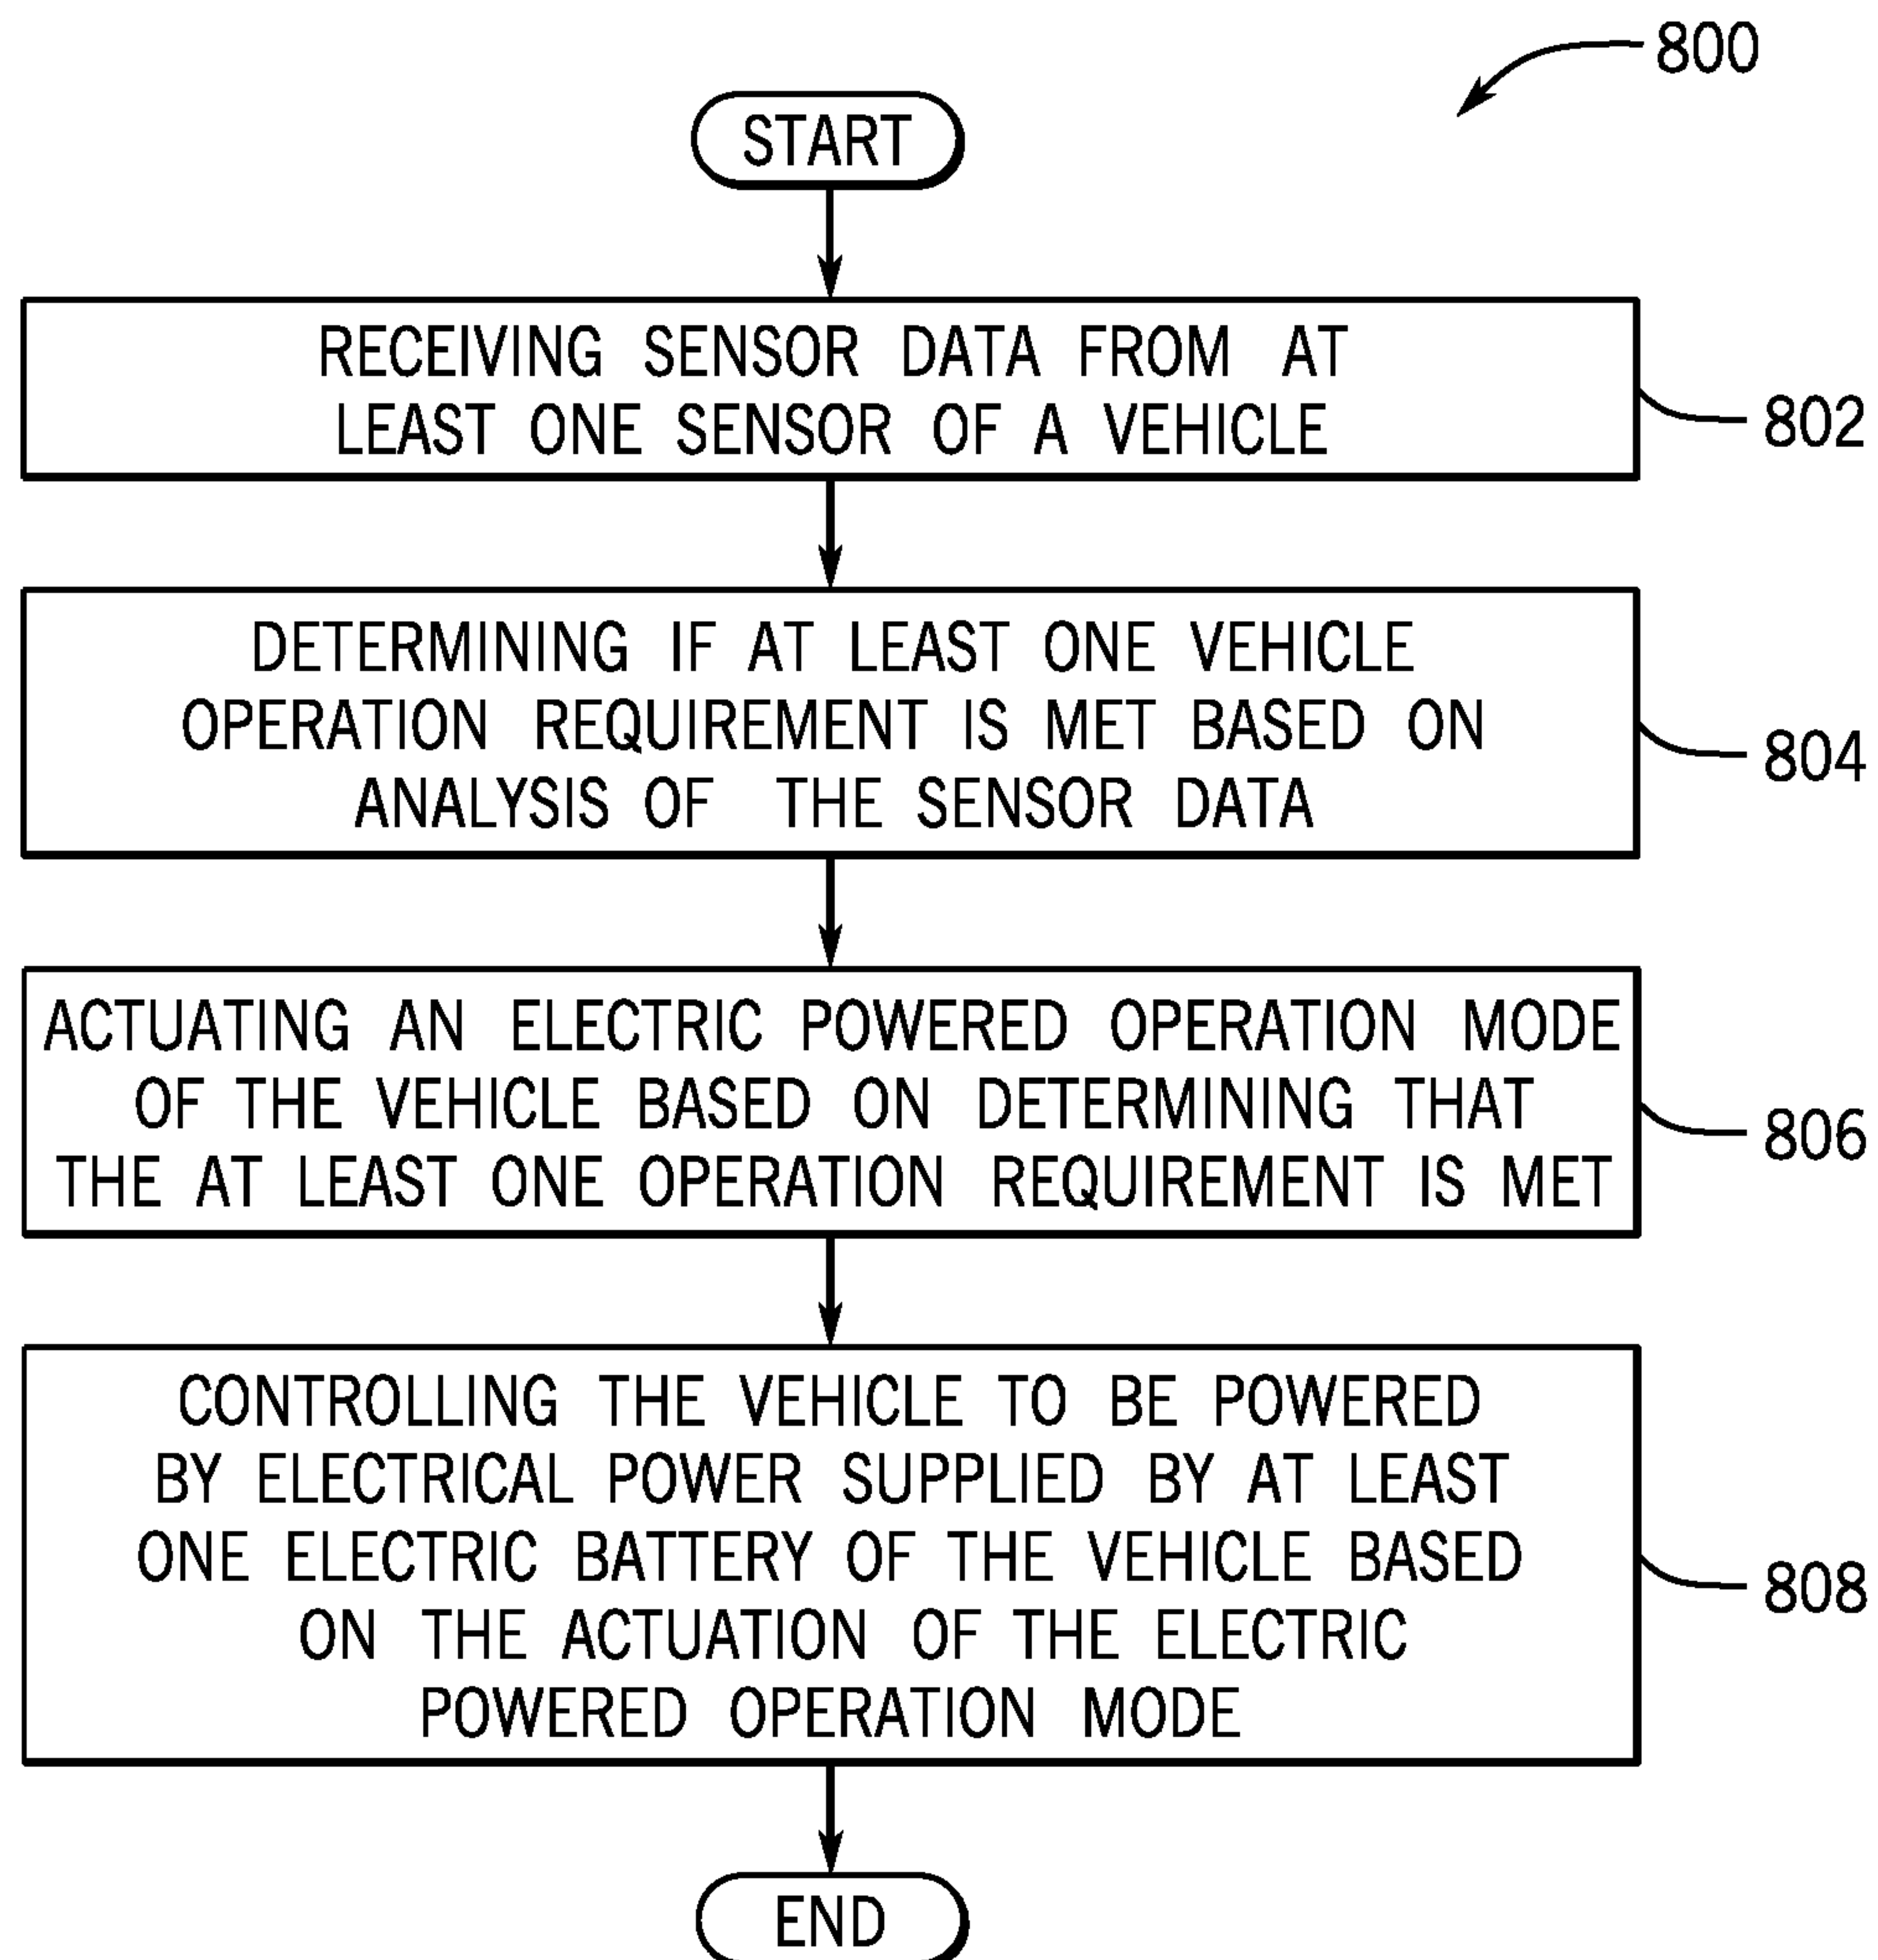 800
START
RECEIVING SENSOR DATA FROM AT
LEAST ONE SENSOR OF A VEHICLE
802
DETERMINING IF AT LEAST ONE VEHICLE
OPERATION REQUIREMENT IS MET BASED ON
ANALYSIS OF THE SENSOR DATA
804
ACTUATING AN ELECTRIC POWERED OPERATION MODE
OF THE VEHICLE BASED ON DETERMINING THAT
THE AT LEAST ONE OPERATION REQUIREMENT IS MET
806
CONTROLLING THE VEHICLE TO BE POWERED
BY ELECTRICAL POWER SUPPLIED BY AT LEAST
ONE ELECTRIC BATTERY OF THE VEHICLE BASED
ON THE ACTUATION OF THE ELECTRIC
POWERED OPERATION MODE
808
END